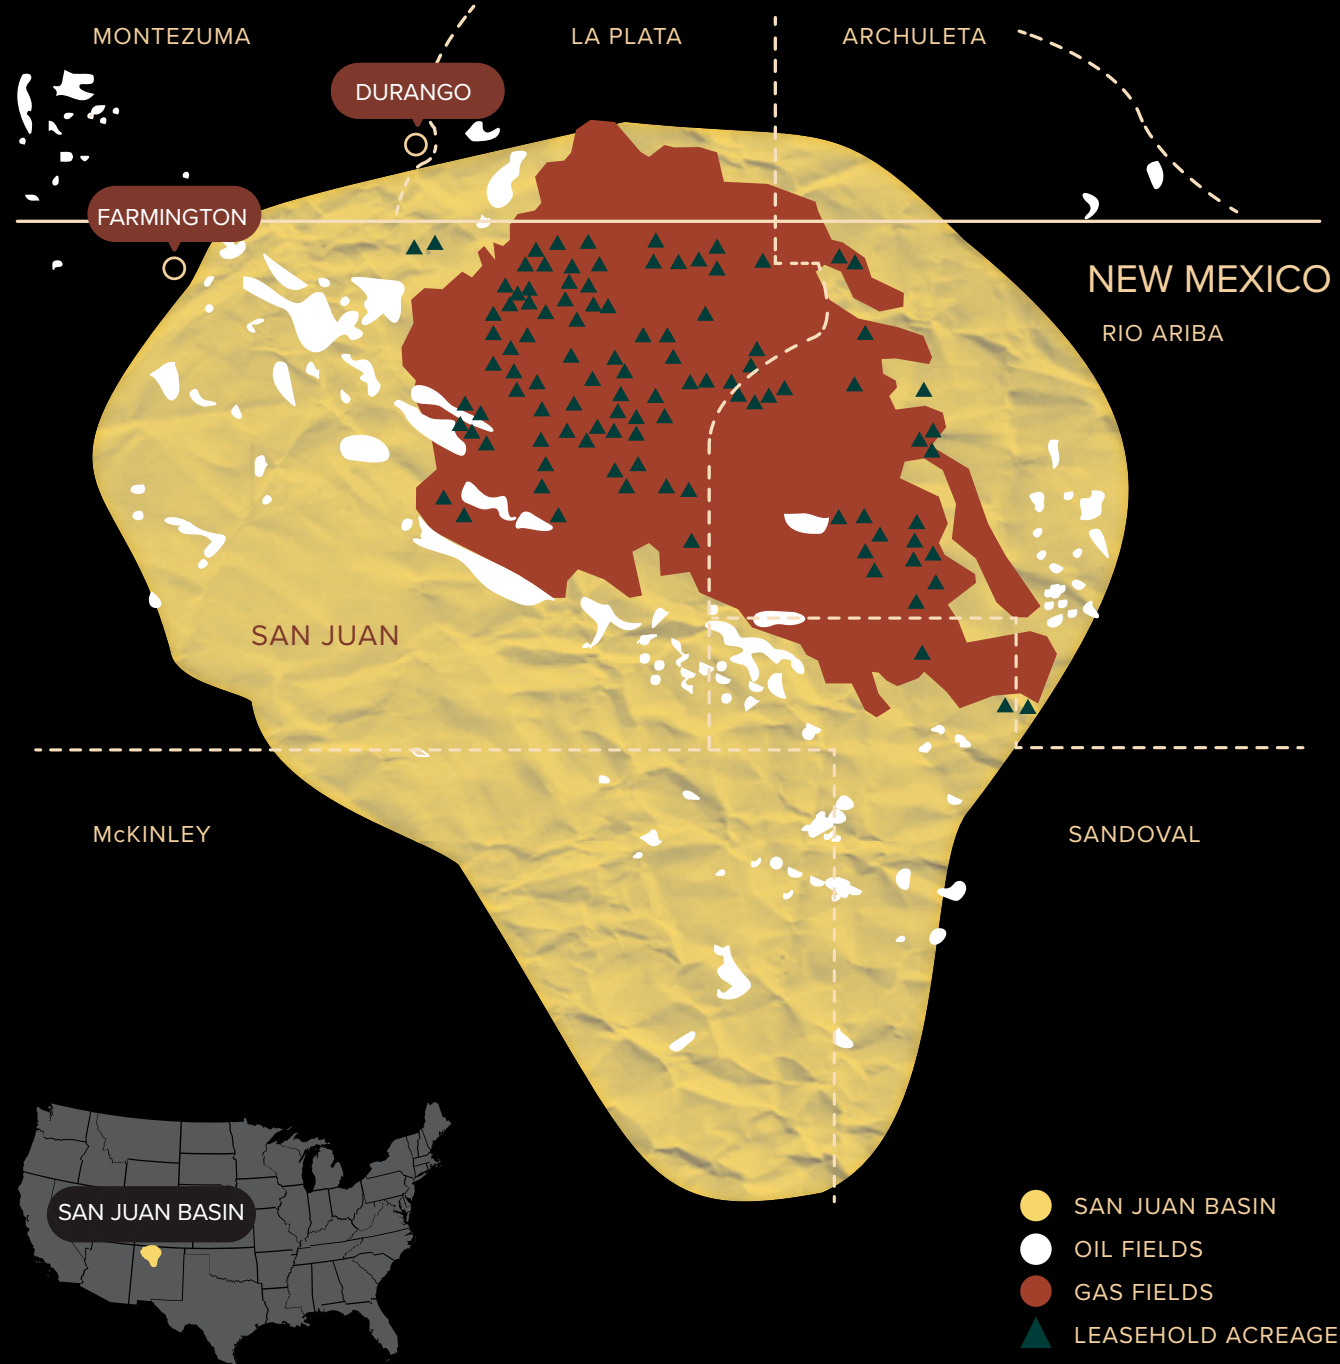 MONTEZUMA
LA PLATA
ARCHULETA
DURANGO
FARMINGTON
NEW MEXICO
RIO ARIBA
SAN JUAN
McKINLEY
SANDOVAL
SAN JUAN BASIN
SAN JUAN BASIN
OIL FIELDS
GAS FIELDS
LEASEHOLD ACREAGE